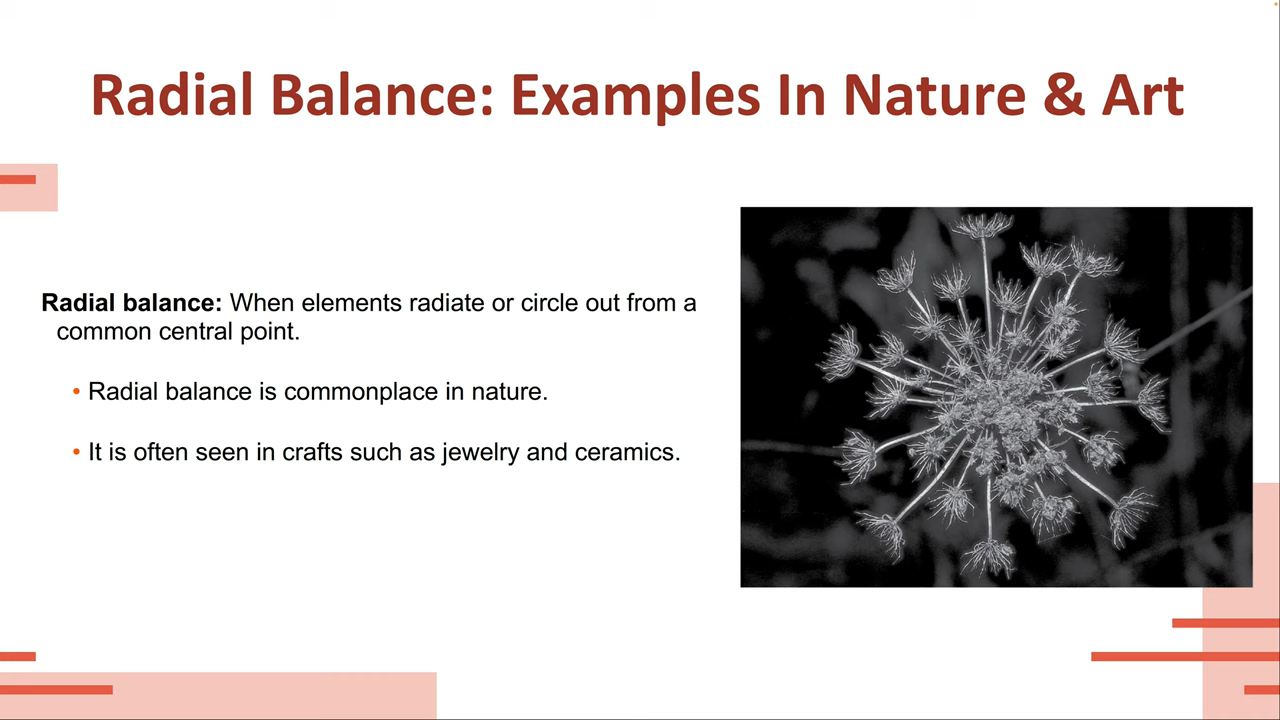 Radial Balance: Examples In Nature & Art
Radial balance: When elements radiate or circle out from a
common central point.
• Radial balance is commonplace in nature.
• It is often seen in crafts such as jewelry and ceramics.